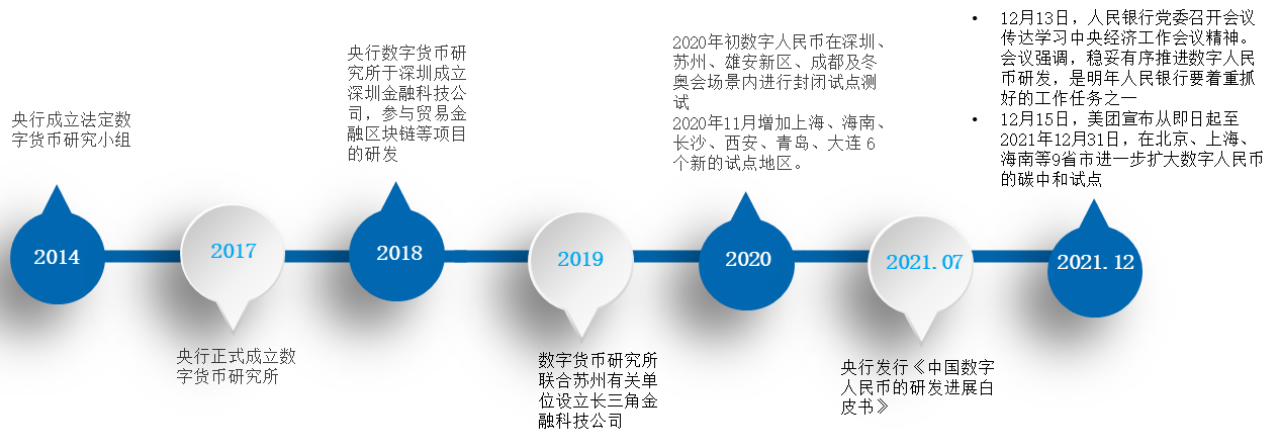 央行成立法定数
字货币研究小组
2014
2017
央行正式成立数
字货币研究所
央行数字货币研
究所于深圳成立
深圳金融科技公
司，参与贸易金
融区块链等项目
的研发
2018
2019
数字货币研究所
联合苏州有关单
位设立长三角金
融科技公司
2020年初数字人民币在深圳、
苏州、雄安新区、成都及冬
奥会场景内进行封闭试点测
试
2020年11月增加上海、海南、
长沙、西安、青岛、大连 6
个新的试点地区。
2020
2021.07
央行发行《中国数字
人民币的研发进展白
皮书》
• 12月13日，人民银行党委召开会议
传达学习中央经济工作会议精神。
会议强调，稳妥有序推进数字人民
币研发，是明年人民银行要着重抓
好的工作任务之一
• 12月15日，美团宣布从即日起至
2021年12月31日，在北京、上海、
海南等9省市进一步扩大数字人民币
的碳中和试点
2021.12